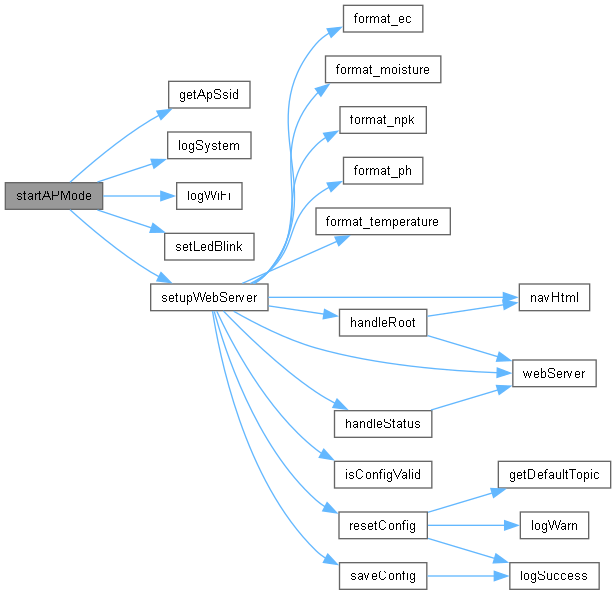 format_ec
format_moisture
getApSsid
format_npk
logSystem
format_ph
startAPMode
logWiFi
format_temperature
setLedBlink
setupWebServer
navHtml
handleRoot
webServer
handleStatus
isConfigValid
getDefaultTopic
resetConfig
logWarn
saveConfig
logSuccess